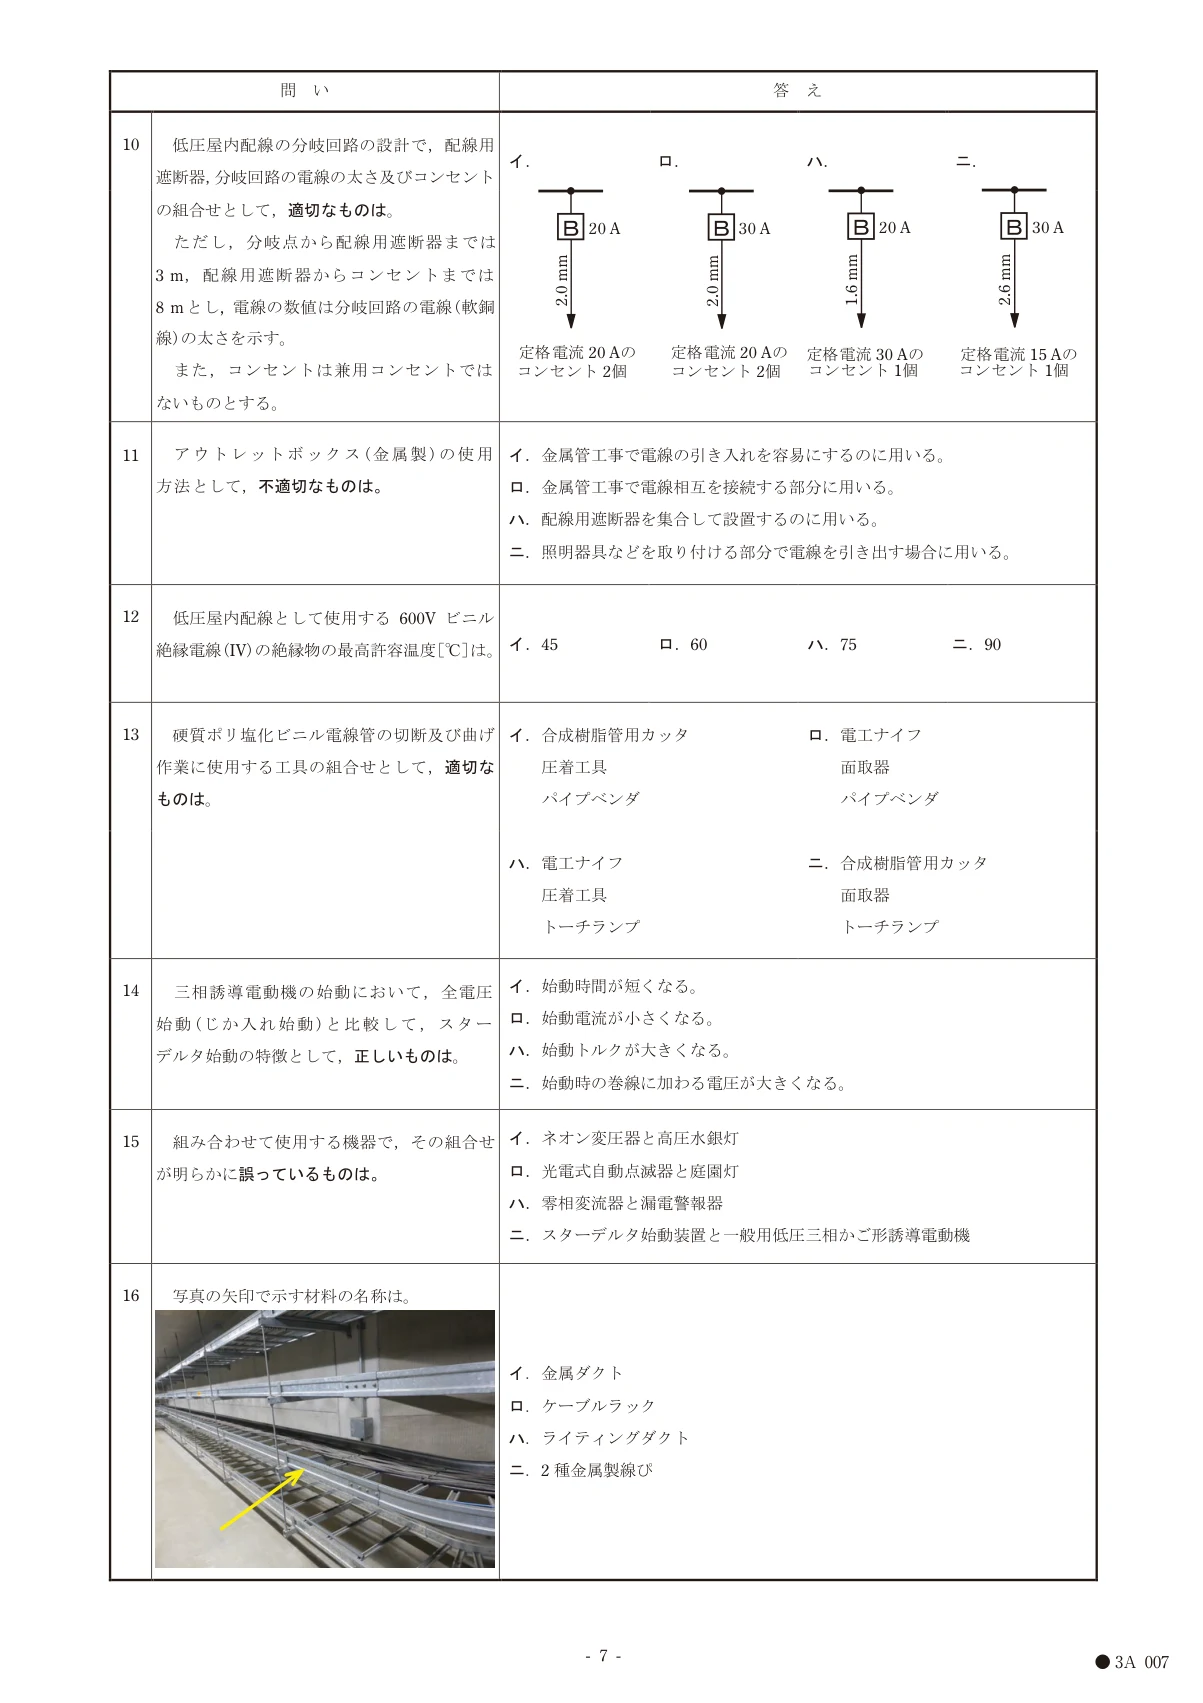 問　い
答　え
10
低圧屋内配線の分岐回路の設計で，配線用
遮断器，分岐回路の電線の太さ及びコンセント
の組合せとして，適切なものは。
ただし，分岐点から配線用遮断器までは
3 m，配線用遮断器からコンセントまでは
8 mとし，電線の数値は分岐回路の電線(軟銅
線)の太さを示す。
また，コンセントは兼用コンセントでは
ないものとする。
イ．
B 20 A
2.0 mm
定格電流 20 Aの
コンセント 2個
ロ．
B 30 A
2.0 mm
定格電流 20 Aの
コンセント 2個
ハ．
B 20 A
1.6 mm
定格電流 30 Aの
コンセント 1個
ニ．
B 30 A
2.6 mm
定格電流 15 Aの
コンセント 1個
11
アウトレットボックス(金属製)の使用
方法として，不適切なものは。
イ．金属管工事で電線の引き入れを容易にするのに用いる。
ロ．金属管工事で電線相互を接続する部分に用いる。
ハ．配線用遮断器を集合して設置するのに用いる。
ニ．照明器具などを取り付ける部分で電線を引き出す場合に用いる。
12
低圧屋内配線として使用する 600V ビニル
絶縁電線(IV)の絶縁物の最高許容温度[℃]は。
イ．45　ロ．60　ハ．75　ニ．90
13
硬質ポリ塩化ビニル電線管の切断及び曲げ
作業に使用する工具の組合せとして，適切な
ものは。
イ．合成樹脂管用カッタ
圧着工具
パイプベンダ
ロ．電工ナイフ
面取器
パイプベンダ
ハ．電工ナイフ
圧着工具
トーチランプ
ニ．合成樹脂管用カッタ
面取器
トーチランプ
14
三相誘導電動機の始動において，全電圧
始動(じか入れ始動)と比較して，スター
デルタ始動の特徴として，正しいものは。
イ．始動時間が短くなる。
ロ．始動電流が小さくなる。
ハ．始動トルクが大きくなる。
ニ．始動時の巻線に加わる電圧が大きくなる。
15
組み合わせて使用する機器で，その組合せ
が明らかに誤っているものは。
イ．ネオン変圧器と高圧水銀灯
ロ．光電式自動点滅器と庭園灯
ハ．零相変流器と漏電警報器
ニ．スターデルタ始動装置と一般用低圧三相かご形誘導電動機
16
写真の矢印で示す材料の名称は。
イ．金属ダクト
ロ．ケーブルラック
ハ．ライティングダクト
ニ．2 種金属製線ぴ
- 7 -
●3A 007